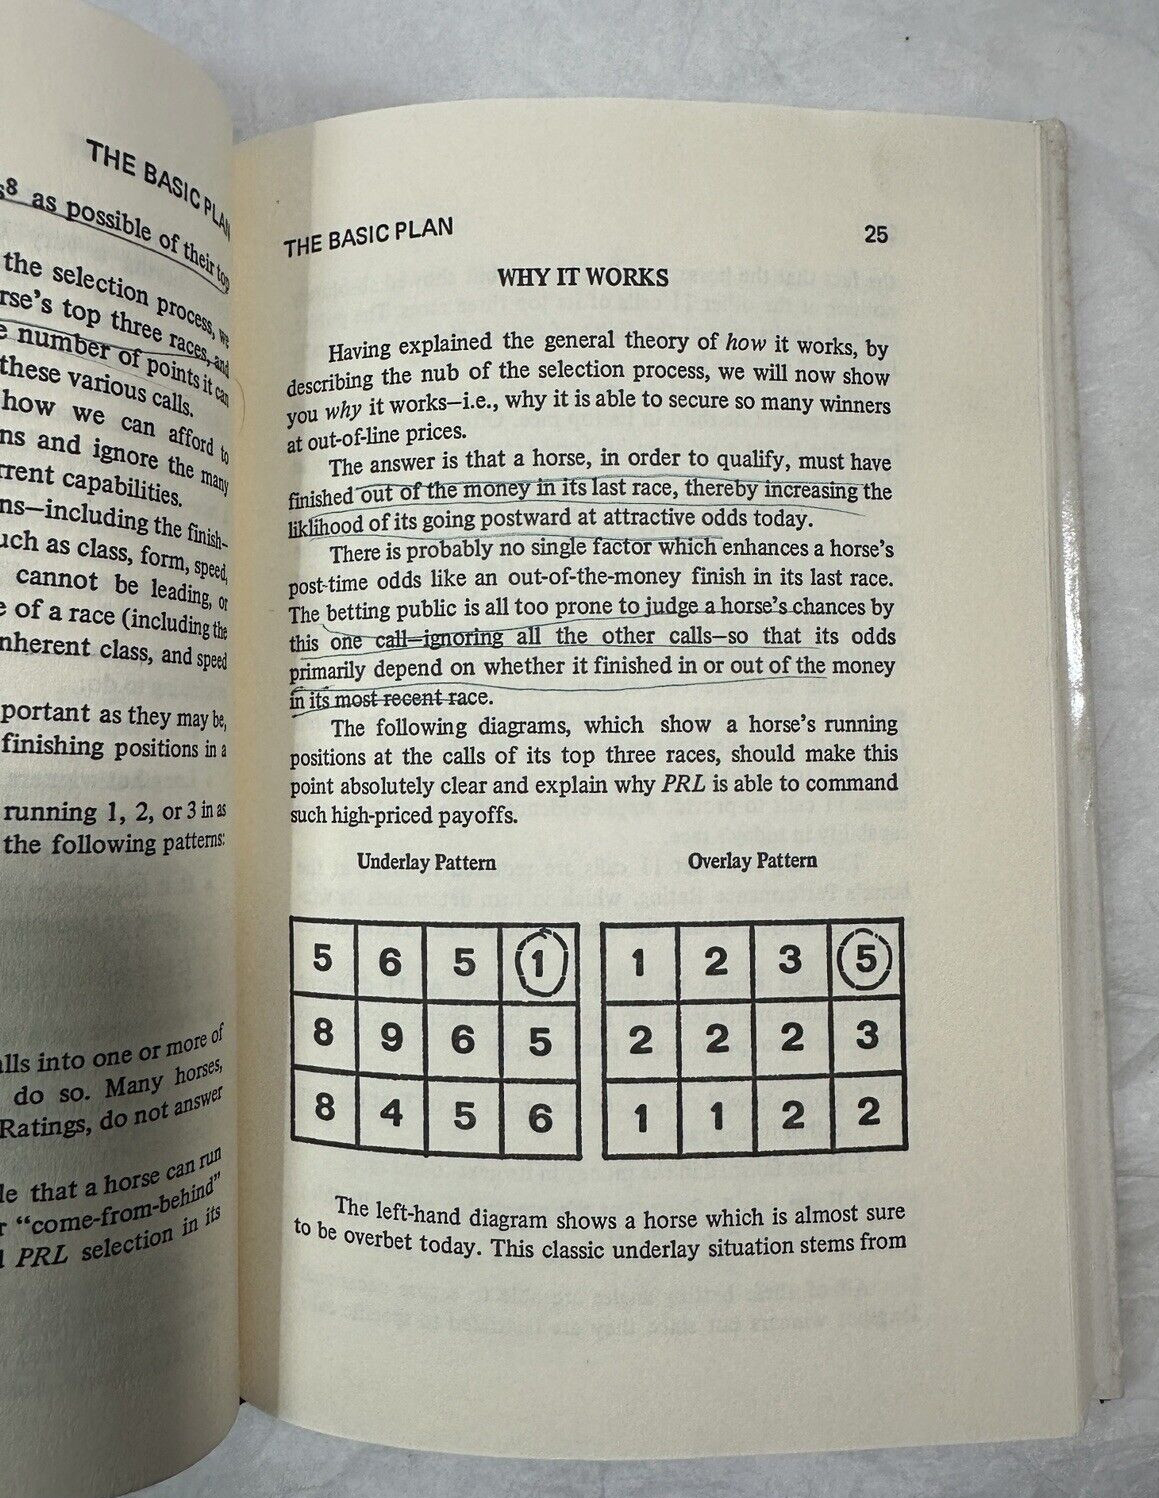 THE BASIC PLAN
8 as possible of their top
the selection process, we
horse's top three races, and
number of points it can
these various calls.
how we can afford to
and ignore the many
current capabilities.
including the finish-
such as class, form, speed,
cannot be leading, or
of a race (including the
inherent class, and speed
important as they may be,
finishing positions in a
running 1, 2, or 3 in as
the following patterns:
calls into one or more of
do so. Many horses,
Ratings, do not answer
that a horse can run
"come-from-behind"
PRL selection in its
THE BASIC PLAN 25
WHY IT WORKS
Having explained the general theory of how it works, by
describing the nub of the selection process, we will now show
you why it works—i.e., why it is able to secure so many winners
at out-of-line prices.
The answer is that a horse, in order to qualify, must have
finished out of the money in its last race, thereby increasing the
liklihood of its going postward at attractive odds today.
There is probably no single factor which enhances a horse's
post-time odds like an out-of-the-money finish in its last race.
The betting public is all too prone to judge a horse's chances by
this one call—ignoring all the other calls—so that its odds
primarily depend on whether it finished in or out of the money
in its most recent race.
The following diagrams, which show a horse's running
positions at the calls of its top three races, should make this
point absolutely clear and explain why PRL is able to command
such high-priced payoffs.
Underlay Pattern Overlay Pattern
5 6 5 1 1 2 3 5
8 9 6 5 2 2 2 3
8 4 5 6 1 1 2 2
The left-hand diagram shows a horse which is almost sure
to be overbet today. This classic underlay situation stems from